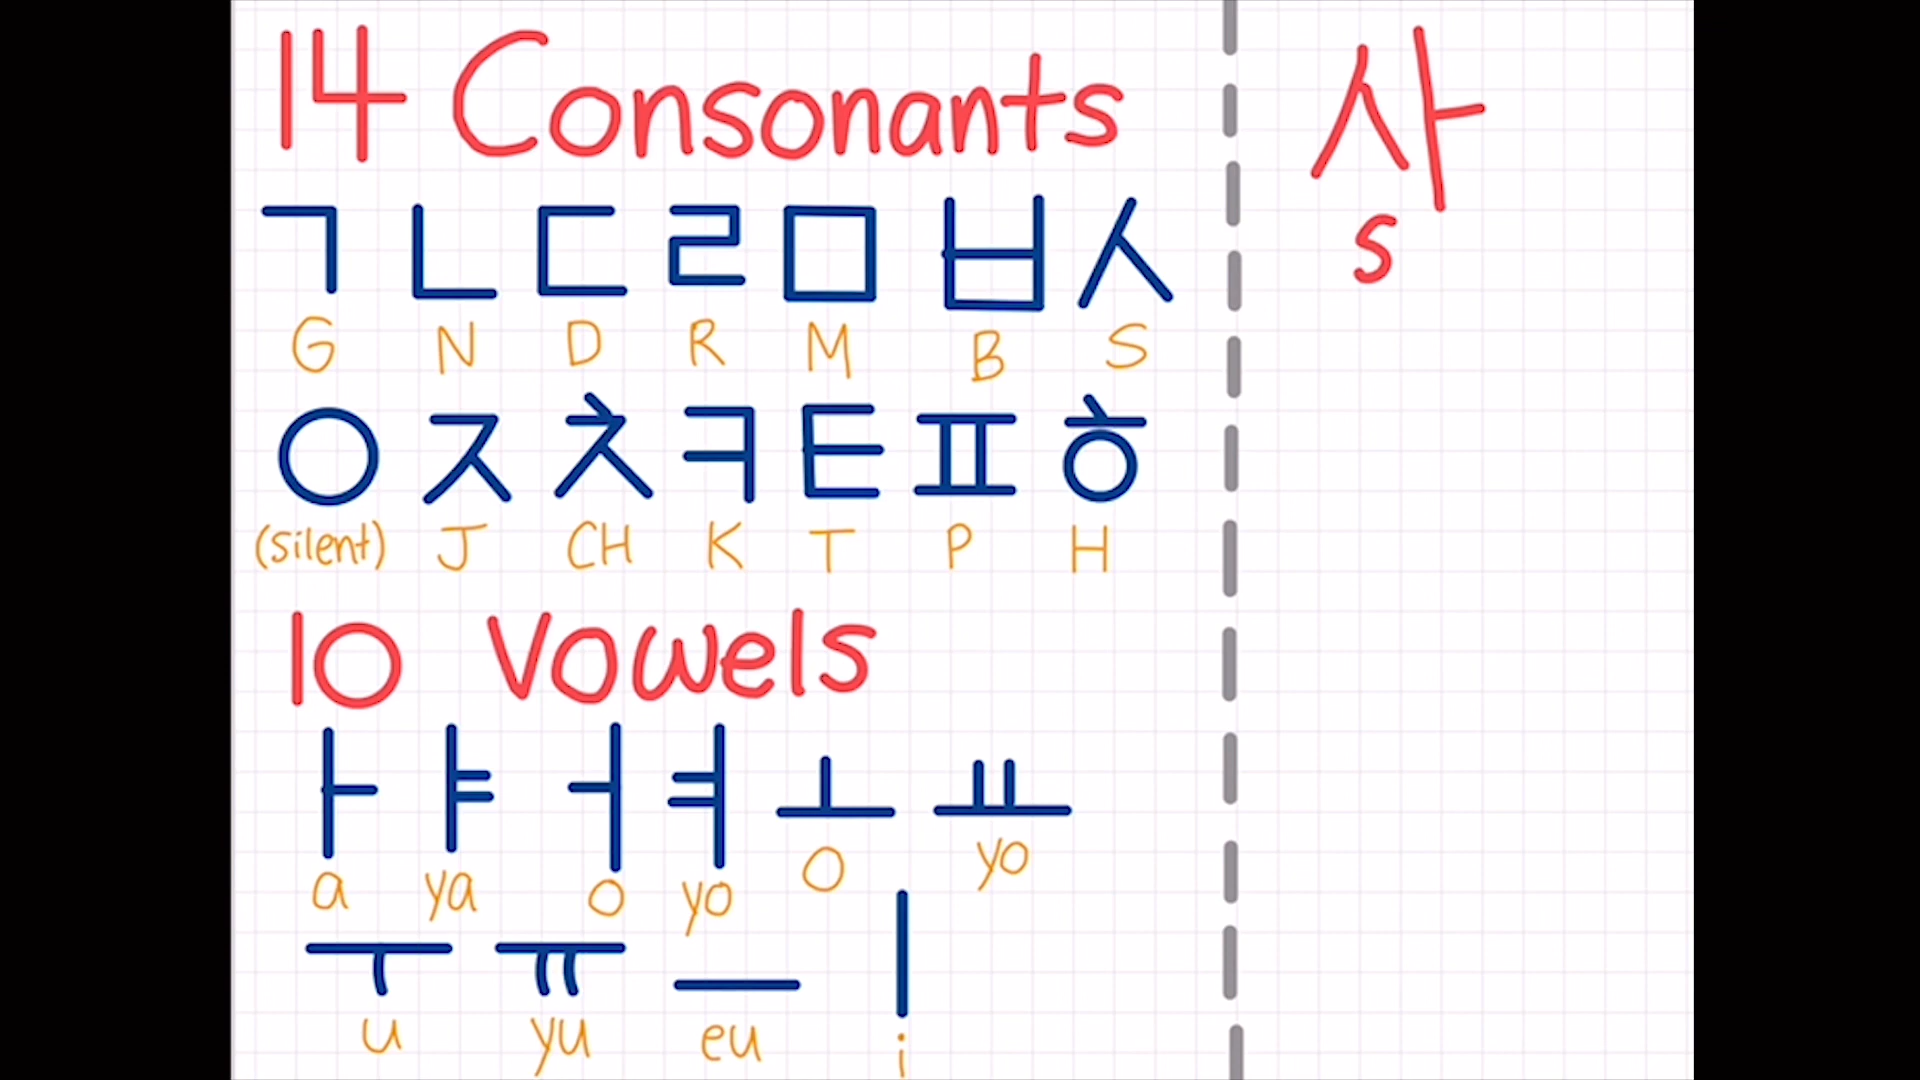 14 Consonants
ㄱ ㄴ ㄷ ㄹ ㅁ ㅂ ㅅ
G N D R M B S
ㅇ ㅈ ㅊ ㅋ ㅌ ㅍ ㅎ
(silent) J CH K T P H
10 Vowels
ㅏ ㅑ ㅓ ㅕ ㅗ ㅛ
a ya o yo o yo
ㅜ ㅠ ㅡ ㅣ
u yu eu i
사
s